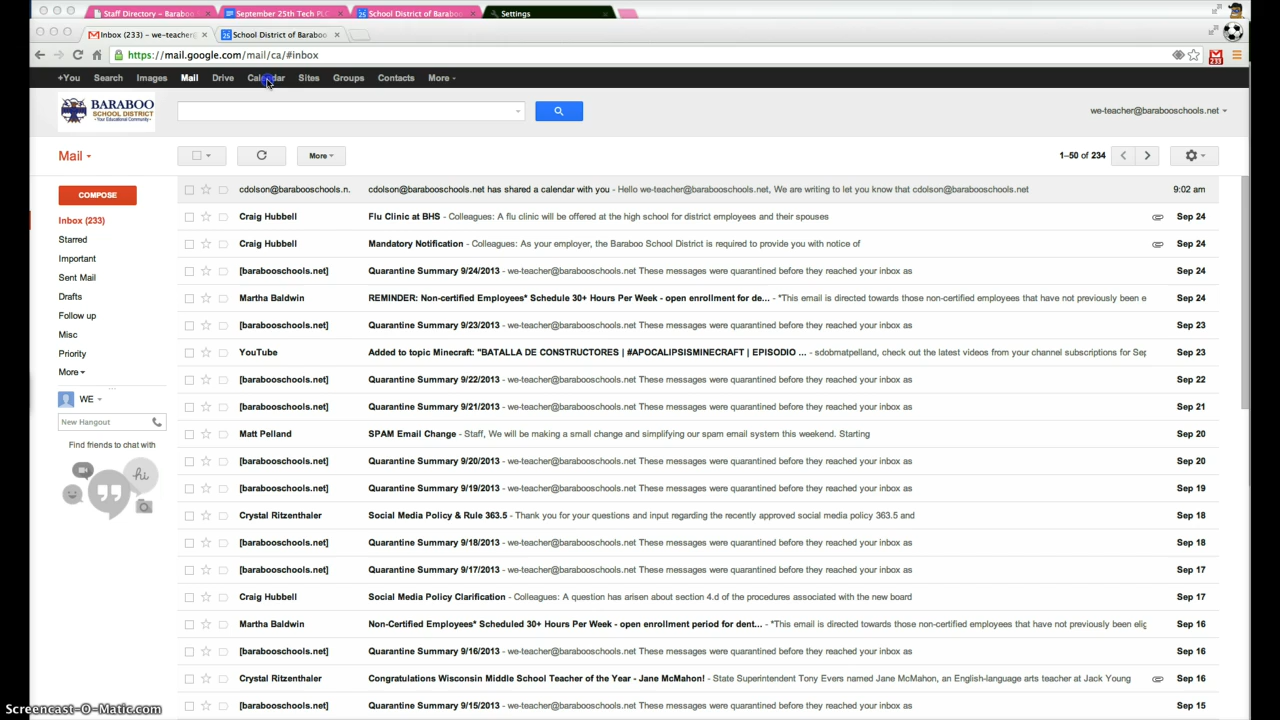 Staff Directory – Baraboo S
September 25th Tech PLC
School District of Baraboo
Settings
Inbox (233) – we-teacher@
School District of Baraboo
https://mail.google.com/mail/ca/#inbox
233
+You Search Images Mail Drive Calendar Sites Groups Contacts More
BARABOO
SCHOOL DISTRICT
"Your Educational Community"
we-teacher@barabooschools.net
Mail
More
1–50 of 234
COMPOSE
Inbox (233)
Starred
Important
Sent Mail
Drafts
Follow up
Misc
Priority
More
WE
New Hangout
Find friends to chat with
hi
cdolson@barabooschools.n. cdolson@barabooschools.net has shared a calendar with you - Hello we-teacher@barabooschools.net, We are writing to let you know that cdolson@barabooschools.net 9:02 am
Craig Hubbell Flu Clinic at BHS - Colleagues: A flu clinic will be offered at the high school for district employees and their spouses Sep 24
Craig Hubbell Mandatory Notification - Colleagues: As your employer, the Baraboo School District is required to provide you with notice of Sep 24
[barabooschools.net] Quarantine Summary 9/24/2013 - we-teacher@barabooschools.net These messages were quarantined before they reached your inbox as Sep 24
Martha Baldwin REMINDER: Non-certified Employees* Schedule 30+ Hours Per Week - open enrollment for de... - *This email is directed towards those non-certified employees that have not previously been e Sep 24
[barabooschools.net] Quarantine Summary 9/23/2013 - we-teacher@barabooschools.net These messages were quarantined before they reached your inbox as Sep 23
YouTube Added to topic Minecraft: "BATALLA DE CONSTRUCTORES | #APOCALIPSISMINECRAFT | EPISODIO ... - sdobmatpelland, check out the latest videos from your channel subscriptions for Sep Sep 23
[barabooschools.net] Quarantine Summary 9/22/2013 - we-teacher@barabooschools.net These messages were quarantined before they reached your inbox as Sep 22
[barabooschools.net] Quarantine Summary 9/21/2013 - we-teacher@barabooschools.net These messages were quarantined before they reached your inbox as Sep 21
Matt Pelland SPAM Email Change - Staff, We will be making a small change and simplifying our spam email system this weekend. Starting Sep 20
[barabooschools.net] Quarantine Summary 9/20/2013 - we-teacher@barabooschools.net These messages were quarantined before they reached your inbox as Sep 20
[barabooschools.net] Quarantine Summary 9/19/2013 - we-teacher@barabooschools.net These messages were quarantined before they reached your inbox as Sep 19
Crystal Ritzenthaler Social Media Policy & Rule 363.5 - Thank you for your questions and input regarding the recently approved social media policy 363.5 and Sep 18
[barabooschools.net] Quarantine Summary 9/18/2013 - we-teacher@barabooschools.net These messages were quarantined before they reached your inbox as Sep 18
[barabooschools.net] Quarantine Summary 9/17/2013 - we-teacher@barabooschools.net These messages were quarantined before they reached your inbox as Sep 17
Craig Hubbell Social Media Policy Clarification - Colleagues: A question has arisen about section 4.d of the procedures associated with the new board Sep 17
Martha Baldwin Non-Certified Employees* Scheduled 30+ Hours Per Week - open enrollment period for dent... - *This email is directed towards those non-certified employees that have not previously been elig Sep 16
[barabooschools.net] Quarantine Summary 9/16/2013 - we-teacher@barabooschools.net These messages were quarantined before they reached your inbox as Sep 16
Crystal Ritzenthaler Congratulations Wisconsin Middle School Teacher of the Year - Jane McMahon! - State Superintendent Tony Evers named Jane McMahon, an English-language arts teacher at Jack Young Sep 16
[barabooschools.net] Quarantine Summary 9/15/2013 - we-teacher@barabooschools.net These messages were quarantined before they reached your inbox as Sep 15
Screencast-O-Matic.com